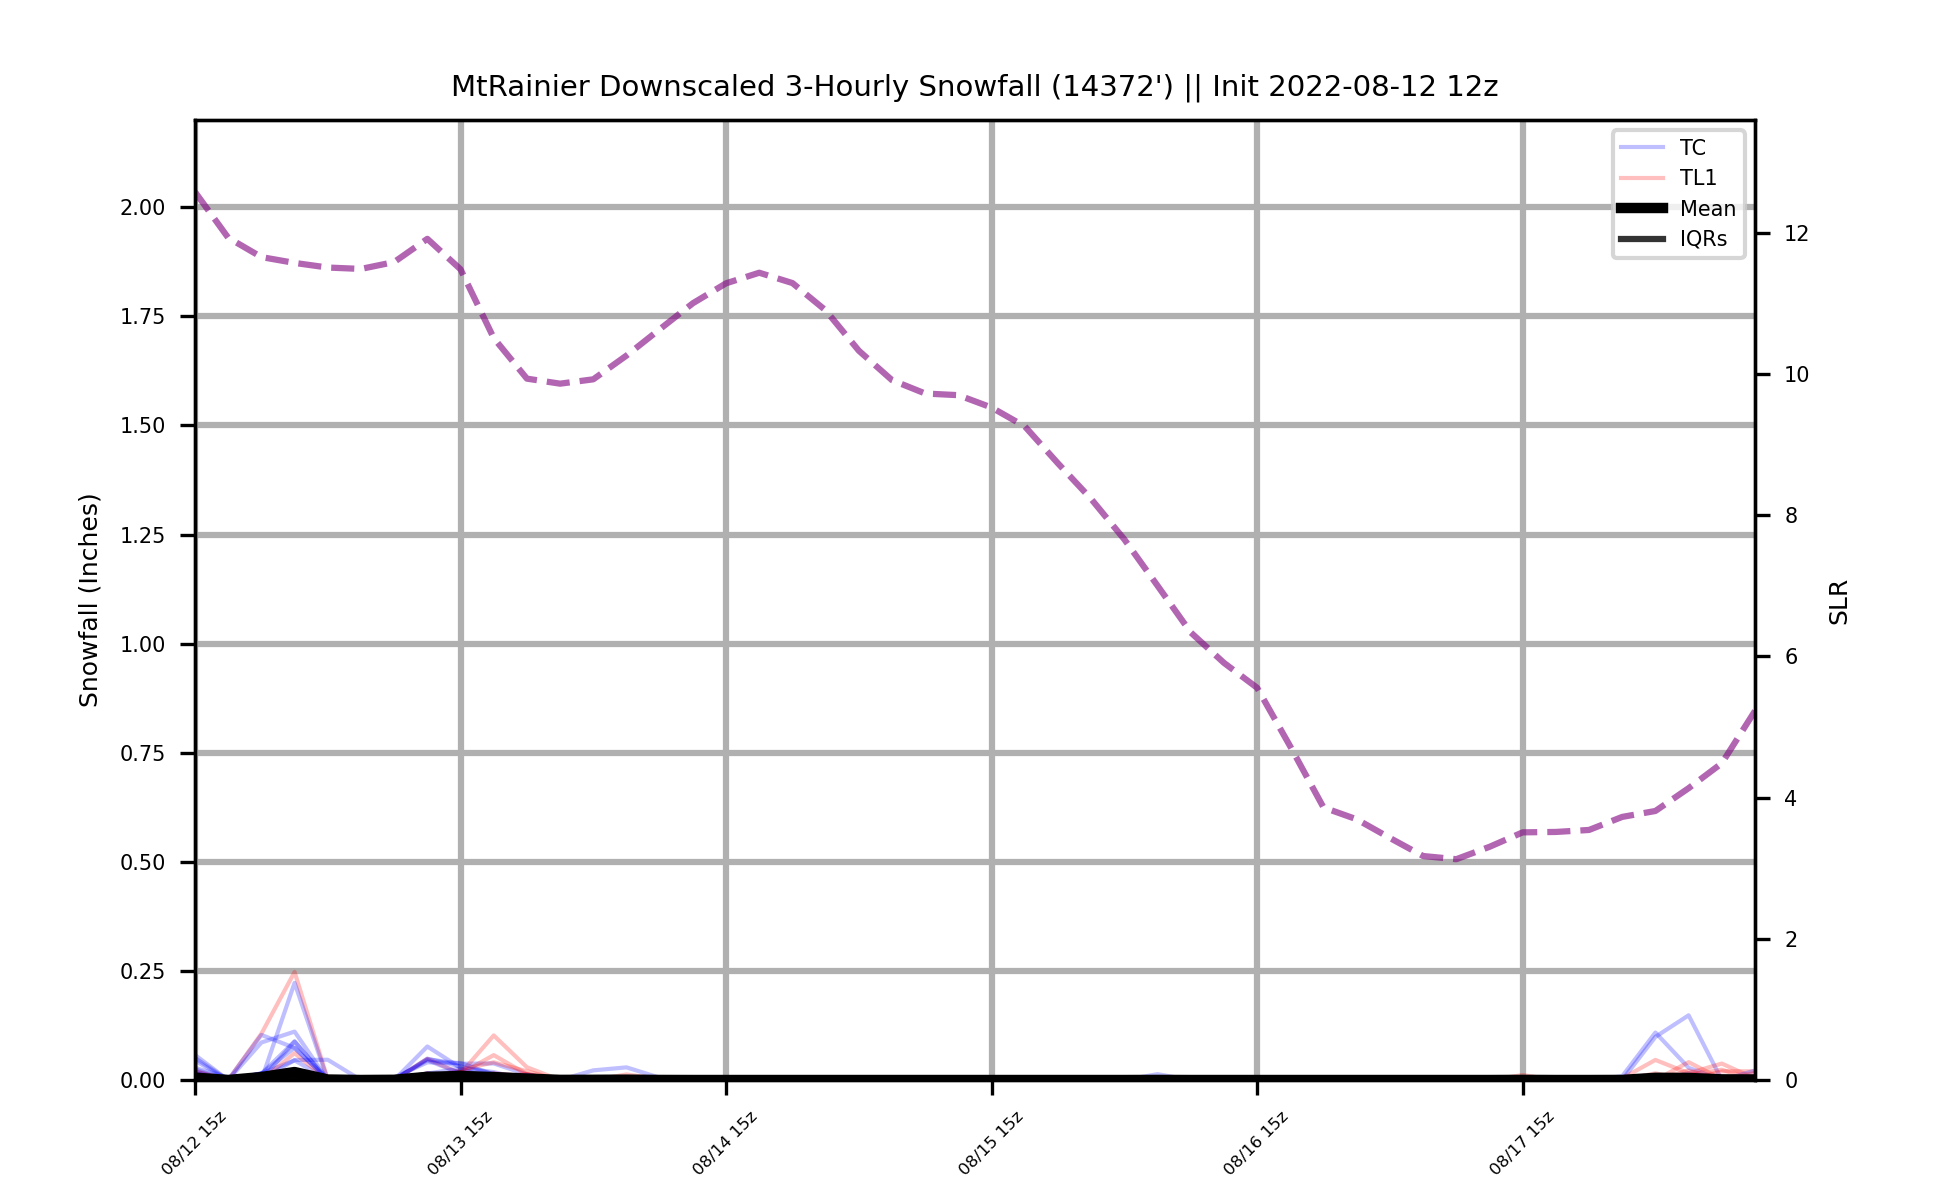 MtRainier Downscaled 3-Hourly Snowfall (14372') || Init 2022-08-12 12z
TC
TL1
Mean
IQRs
2.00
1.75
1.50
1.25
1.00
0.75
0.50
0.25
0.00
Snowfall (Inches)
12
10
8
6
4
2
0
SLR
08/12 15z
08/13 15z
08/14 15z
08/15 15z
08/16 15z
08/17 15z